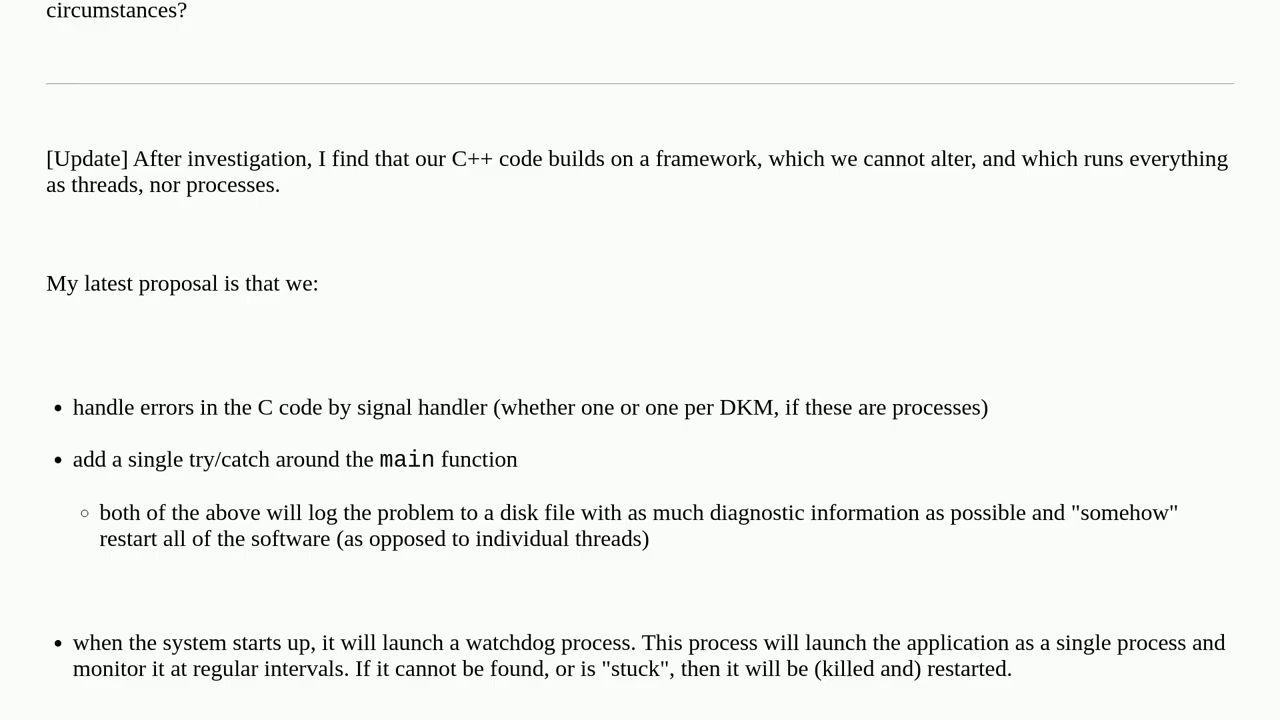 circumstances?
[Update] After investigation, I find that our C++ code builds on a framework, which we cannot alter, and which runs everything
as threads, nor processes.
My latest proposal is that we:
• handle errors in the C code by signal handler (whether one or one per DKM, if these are processes)
• add a single try/catch around the main function
○ both of the above will log the problem to a disk file with as much diagnostic information as possible and "somehow"
restart all of the software (as opposed to individual threads)
• when the system starts up, it will launch a watchdog process. This process will launch the application as a single process and
monitor it at regular intervals. If it cannot be found, or is "stuck", then it will be (killed and) restarted.